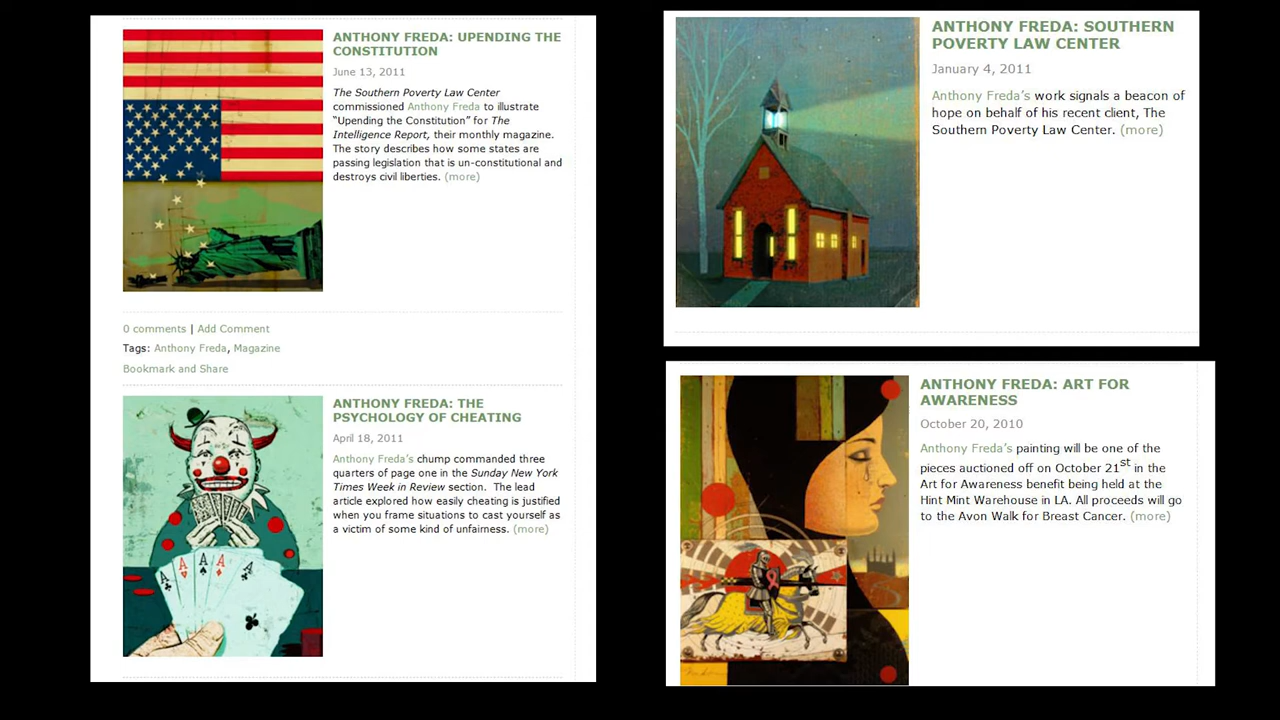 ANTHONY FREDA: UPENDING THE
CONSTITUTION
June 13, 2011
The Southern Poverty Law Center
commissioned Anthony Freda to illustrate
“Upending the Constitution” for The
Intelligence Report, their monthly magazine.
The story describes how some states are
passing legislation that is un-constitutional and
destroys civil liberties. (more)
0 comments | Add Comment
Tags: Anthony Freda, Magazine
Bookmark and Share
ANTHONY FREDA: THE
PSYCHOLOGY OF CHEATING
April 18, 2011
Anthony Freda’s chump commanded three
quarters of page one in the Sunday New York
Times Week in Review section. The lead
article explored how easily cheating is justified
when you frame situations to cast yourself as
a victim of some kind of unfairness. (more)
A A A A A
ANTHONY FREDA: SOUTHERN
POVERTY LAW CENTER
January 4, 2011
Anthony Freda’s work signals a beacon of
hope on behalf of his recent client, The
Southern Poverty Law Center. (more)
ANTHONY FREDA: ART FOR
AWARENESS
October 20, 2010
Anthony Freda’s painting will be one of the
pieces auctioned off on October 21st in the
Art for Awareness benefit being held at the
Hint Mint Warehouse in LA. All proceeds will go
to the Avon Walk for Breast Cancer. (more)